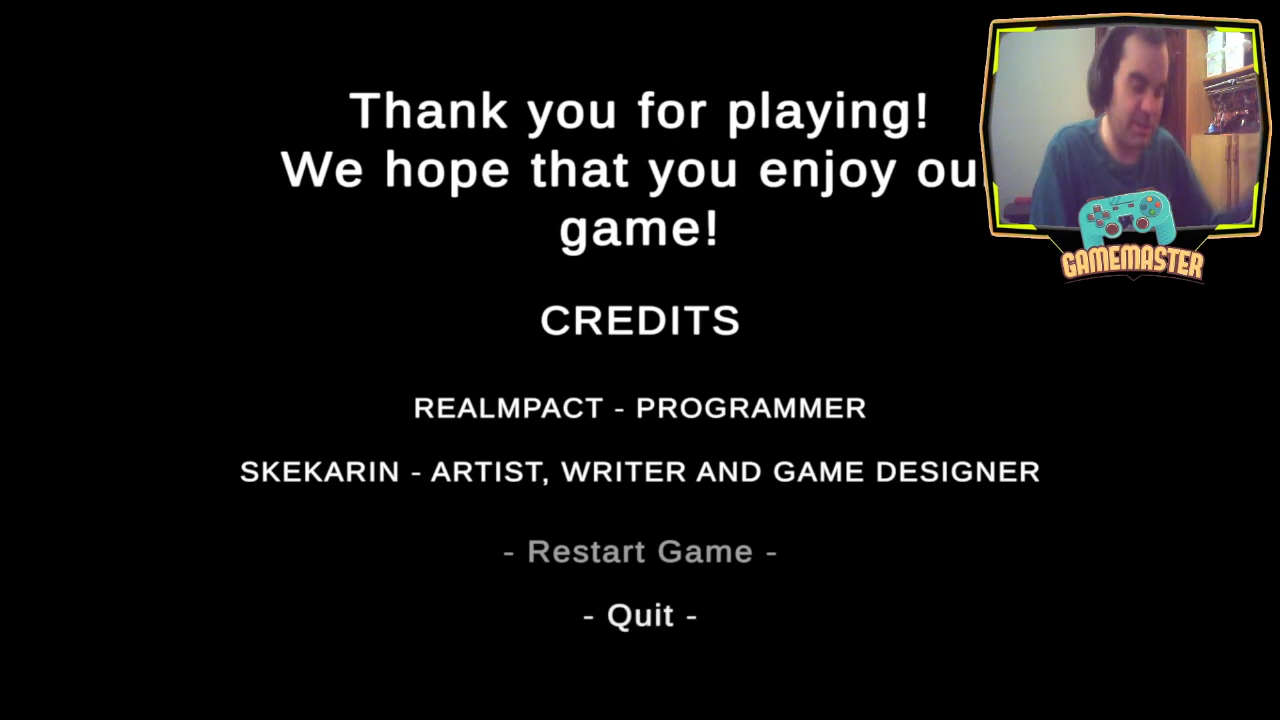 Thank you for playing!
We hope that you enjoy ou
game!
CREDITS
REALMPACT - PROGRAMMER
SKEKARIN - ARTIST, WRITER AND GAME DESIGNER
- Restart Game -
- Quit -
GAMEMASTER